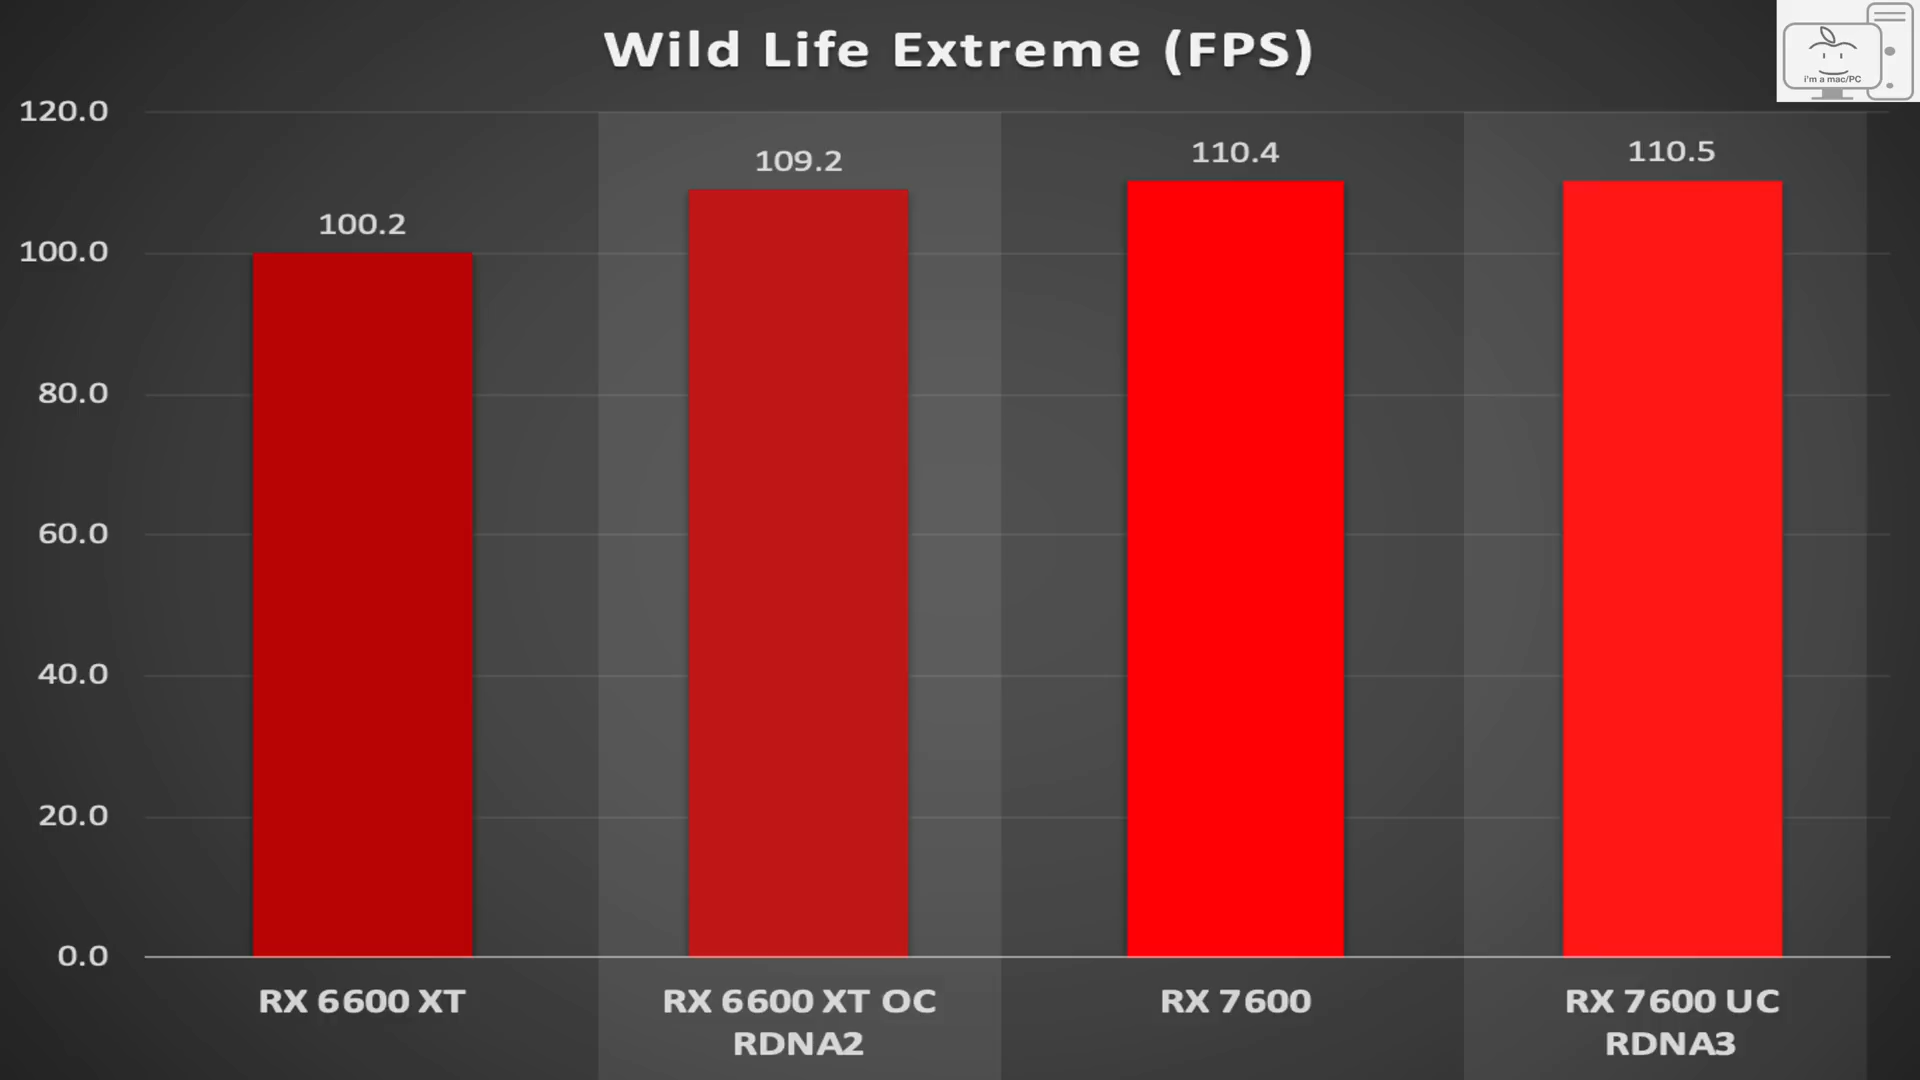 Wild Life Extreme (FPS)
i'm a mac/PC
120.0
100.0
80.0
60.0
40.0
20.0
0.0
100.2
109.2
110.4
110.5
RX 6600 XT
RX 6600 XT OC
RDNA2
RX 7600
RX 7600 UC
RDNA3